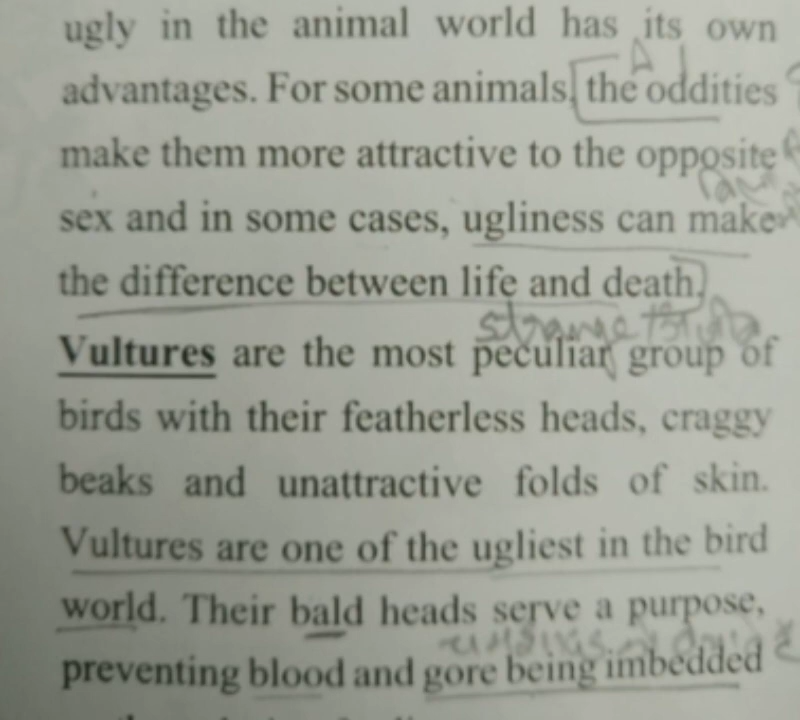 ugly in the animal world has its own
advantages. For some animals, the oddities
make them more attractive to the opposite
sex and in some cases, ugliness can make
the difference between life and death.
strange
Vultures are the most peculiar group of
birds with their featherless heads, craggy
beaks and unattractive folds of skin.
Vultures are one of the ugliest in the bird
world. Their bald heads serve a purpose,
preventing blood and gore being imbedded